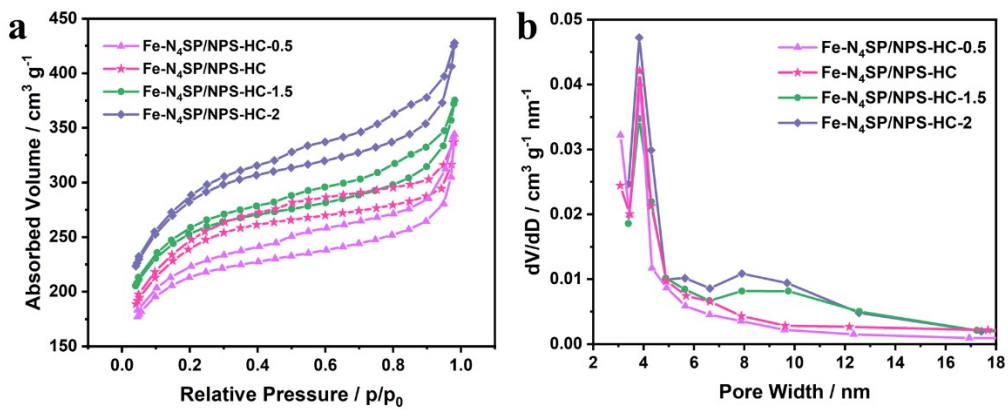 a
450
400
350
300
250
200
150
Absorbed Volume / cm³ g⁻¹
Fe-N₄SP/NPS-HC-0.5
Fe-N₄SP/NPS-HC
Fe-N₄SP/NPS-HC-1.5
Fe-N₄SP/NPS-HC-2
0.0 0.2 0.4 0.6 0.8 1.0
Relative Pressure / p/p₀
b
0.05
0.04
0.03
0.02
0.01
0.00
dV/dD / cm³ g⁻¹ nm⁻¹
Fe-N₄SP/NPS-HC-0.5
Fe-N₄SP/NPS-HC
Fe-N₄SP/NPS-HC-1.5
Fe-N₄SP/NPS-HC-2
2 4 6 8 10 12 14 16 18
Pore Width / nm